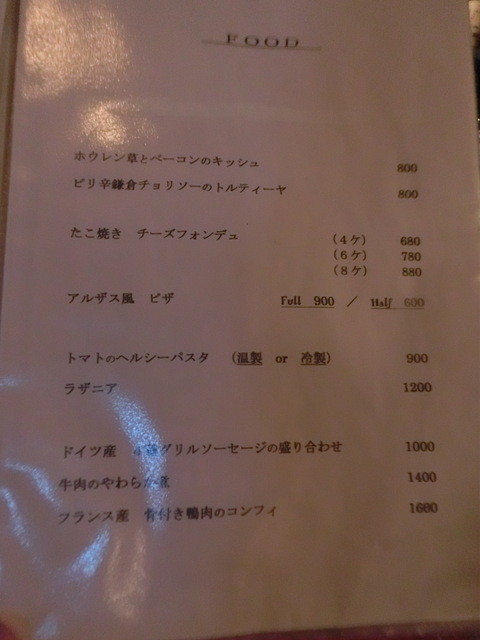 FOOD
ホウレン草とベーコンのキッシュ 800
ピリ辛鎌倉チョリソーのトルティーヤ 800
たこ焼き チーズフォンデュ (4ケ) 680
(6ケ) 780
(8ケ) 880
アルザス風 ピザ Full 900 / Half 600
トマトのヘルシーパスタ (温製 or 冷製) 900
ラザニア 1200
ドイツ産 グリルソーセージの盛り合わせ 1000
牛肉のやわらか煮 1400
フランス産 骨付き鴨肉のコンフィ 1600